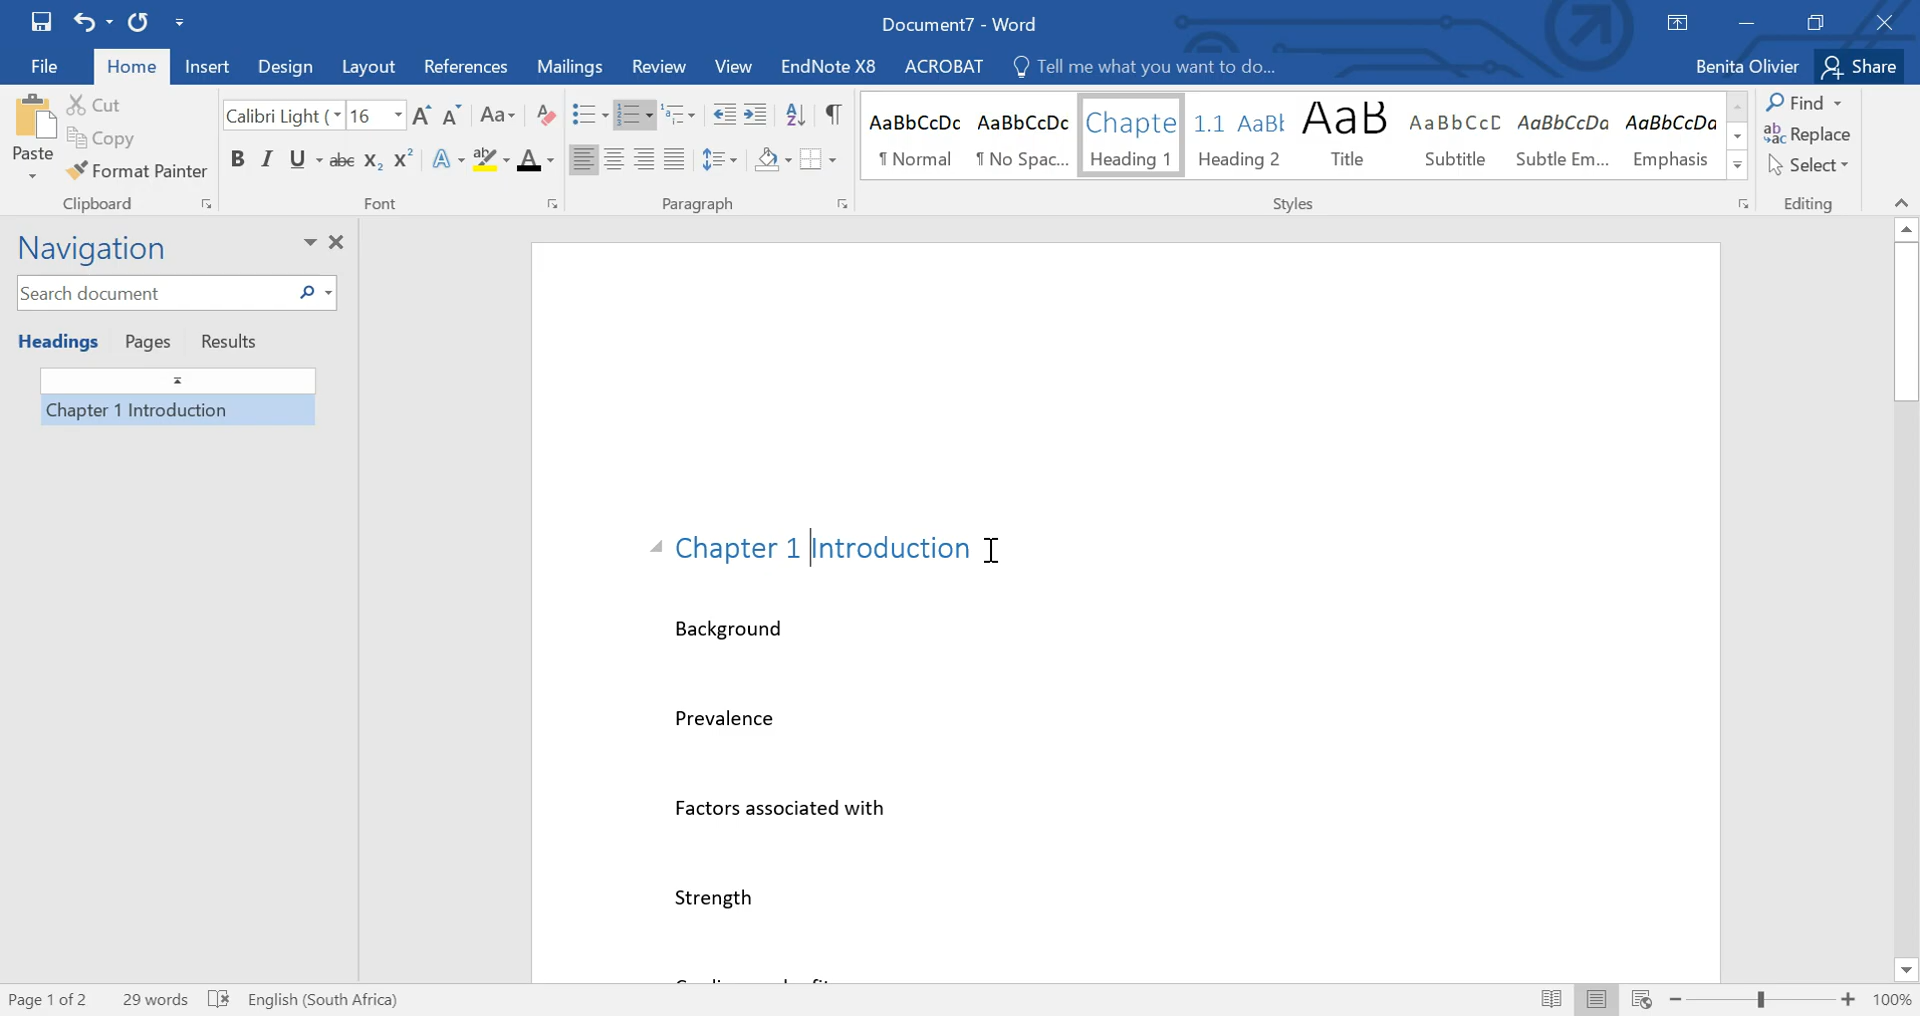 Document7 - Word
File Home Insert Design Layout References Mailings Review View EndNote X8 ACROBAT Tell me what you want to do... Benita Olivier Share
Paste Cut Copy Format Painter
Calibri Light ( 16 Aa
B I U abc X₂ X² A ab A
AaBbCcDc AaBbCcDc Chapte 1.1 AaBb AaB AaBbCcD AaBbCcDa AaBbCcDa
¶ Normal ¶ No Spac... Heading 1 Heading 2 Title Subtitle Subtle Em... Emphasis
Find Replace Select
Clipboard Font Paragraph Styles Editing
Navigation
Search document
Headings Pages Results
Chapter 1 Introduction
Chapter 1 Introduction
Background
Prevalence
Factors associated with
Strength
Page 1 of 2 29 words English (South Africa) 100%